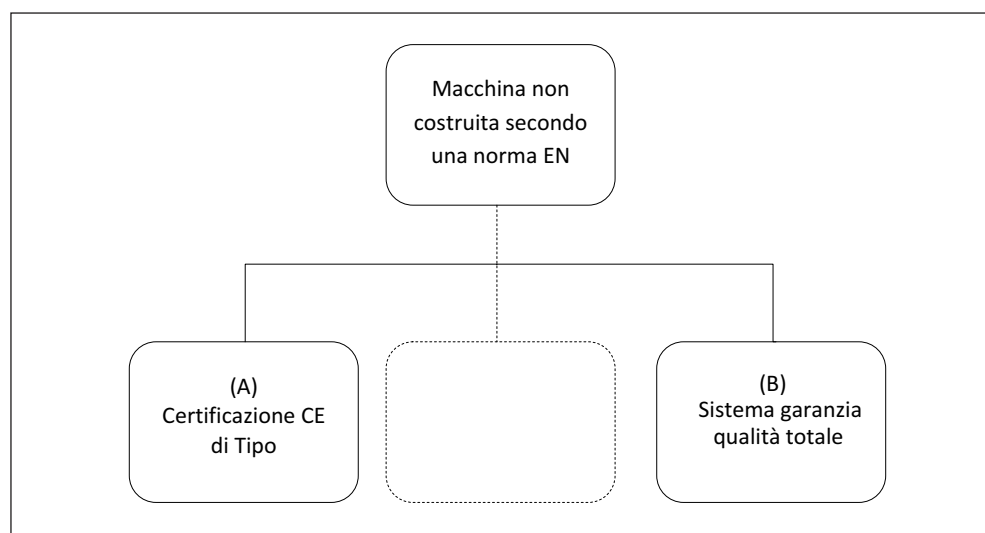 Macchina non
costruita secondo
una norma EN
(A)
Certificazione CE
di Tipo
(B)
Sistema garanzia
qualità totale